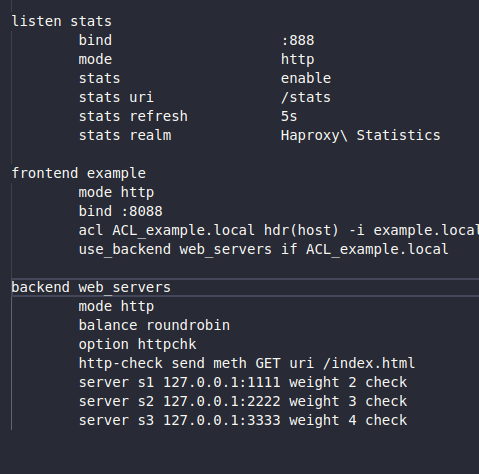 listen stats
        bind                    :888
        mode                    http
        stats                   enable
        stats uri               /stats
        stats refresh           5s
        stats realm             Haproxy\ Statistics
frontend example
        mode http
        bind :8088
        acl ACL_example.local hdr(host) -i example.local
        use_backend web_servers if ACL_example.local
backend web_servers
        mode http
        balance roundrobin
        option httpchk
        http-check send meth GET uri /index.html
        server s1 127.0.0.1:1111 weight 2 check
        server s2 127.0.0.1:2222 weight 3 check
        server s3 127.0.0.1:3333 weight 4 check